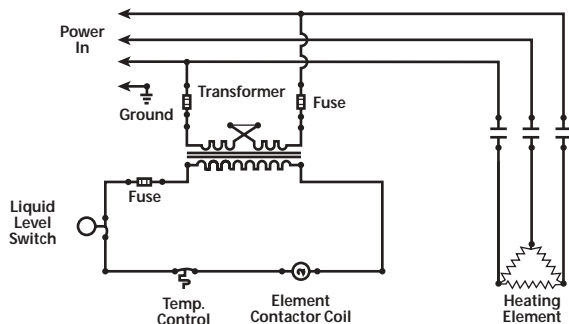 Power
In
Transformer
Ground
Fuse
Fuse
Liquid
Level
Switch
Temp.
Control
Element
Contactor Coil
Heating
Element